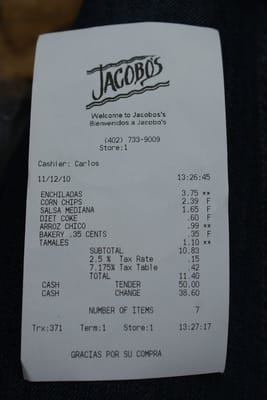 JACOBO'S
Welcome to Jacobos's
Bienvenidos a Jacobo's
(402) 733-9009
Store:1
Cashier: Carlos
11/12/10 13:26:45
ENCHILADAS 3.75 **
CORN CHIPS 2.39 F
SALSA MEDIANA 1.65 F
DIET COKE .60 F
ARROZ CHICO .99 **
BAKERY .35 CENTS .35 F
TAMALES 1.10 **
SUBTOTAL 10.83
2.5 % Tax Rate .15
7.175% Tax Table .42
TOTAL 11.40
CASH TENDER 50.00
CASH CHANGE 38.60
NUMBER OF ITEMS 7
Trx:371 Term:1 Store:1 13:27:17
GRACIAS POR SU COMPRA